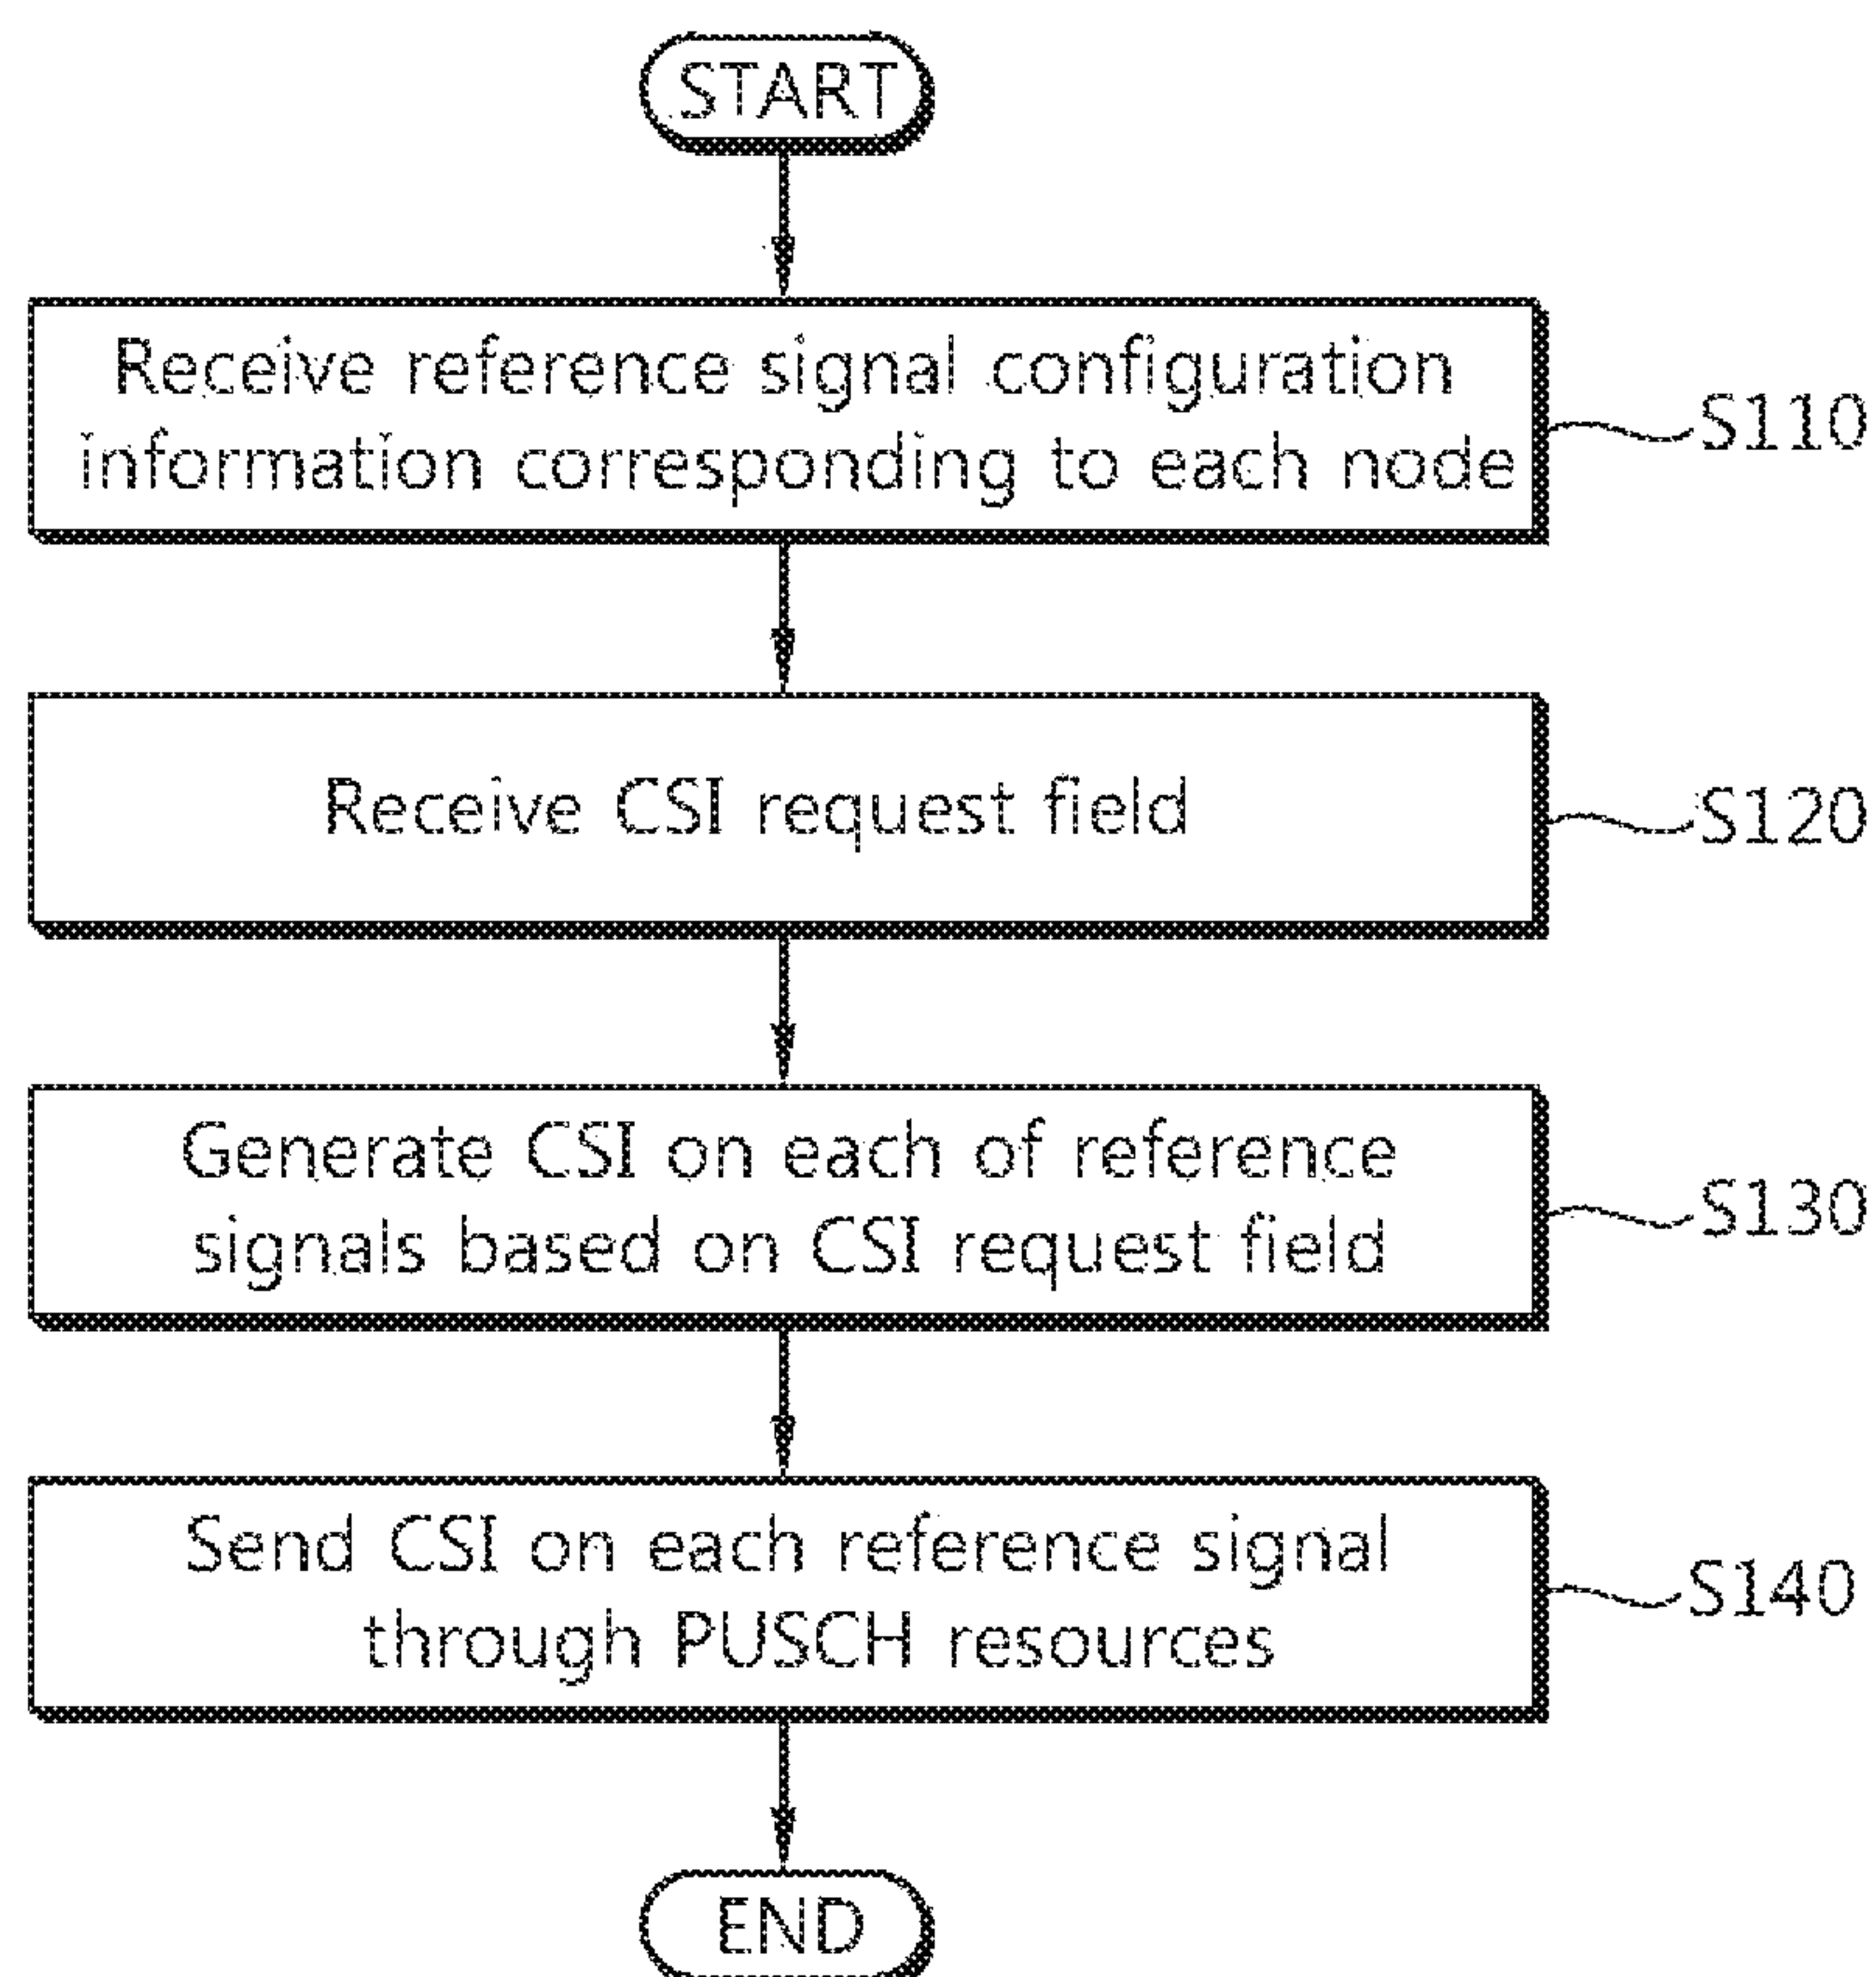 START
Receive reference signal configuration
information corresponding to each node
S110
Receive CSI request field
S120
Generate CSI on each of reference
signals based on CSI request field
S130
Send CSI on each reference signal
through PUSCH resources
S140
END